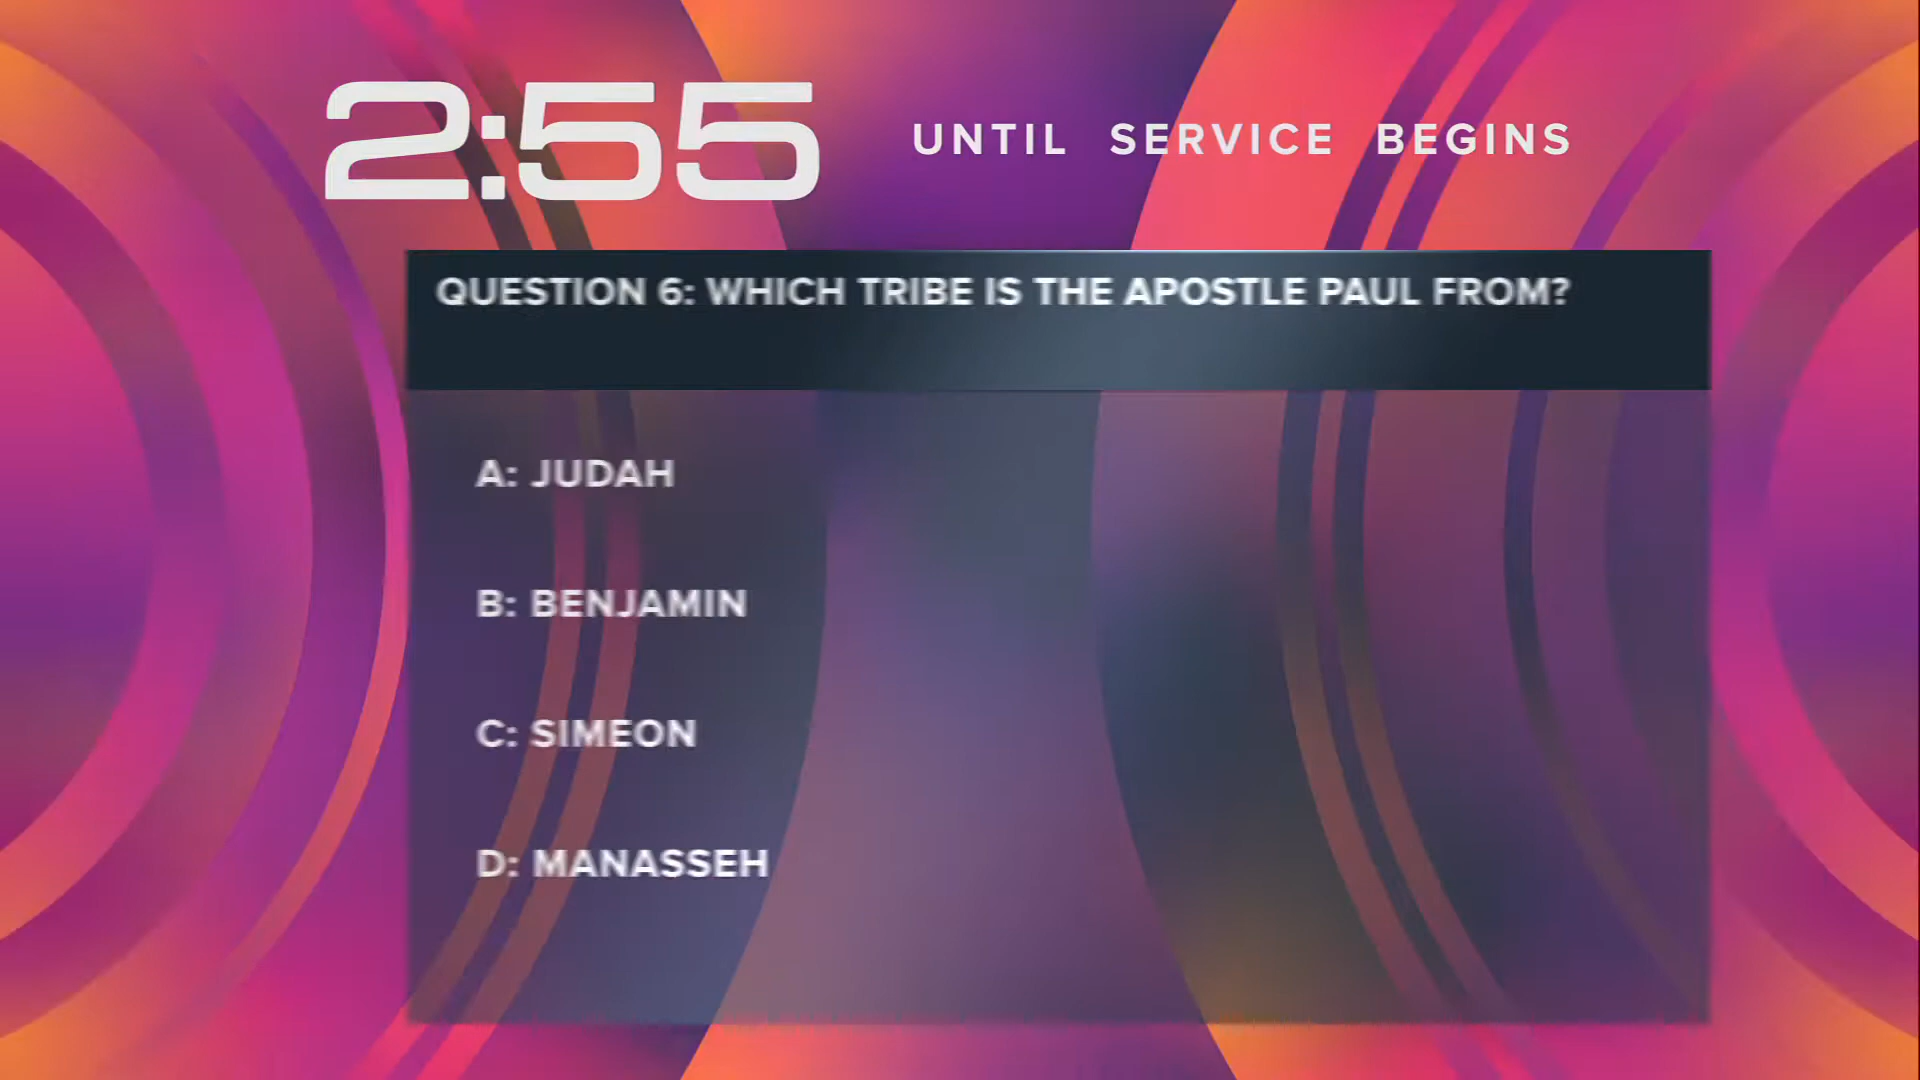 2:55
UNTIL SERVICE BEGINS
QUESTION 6: WHICH TRIBE IS THE APOSTLE PAUL FROM?
A: JUDAH
B: BENJAMIN
C: SIMEON
D: MANASSEH